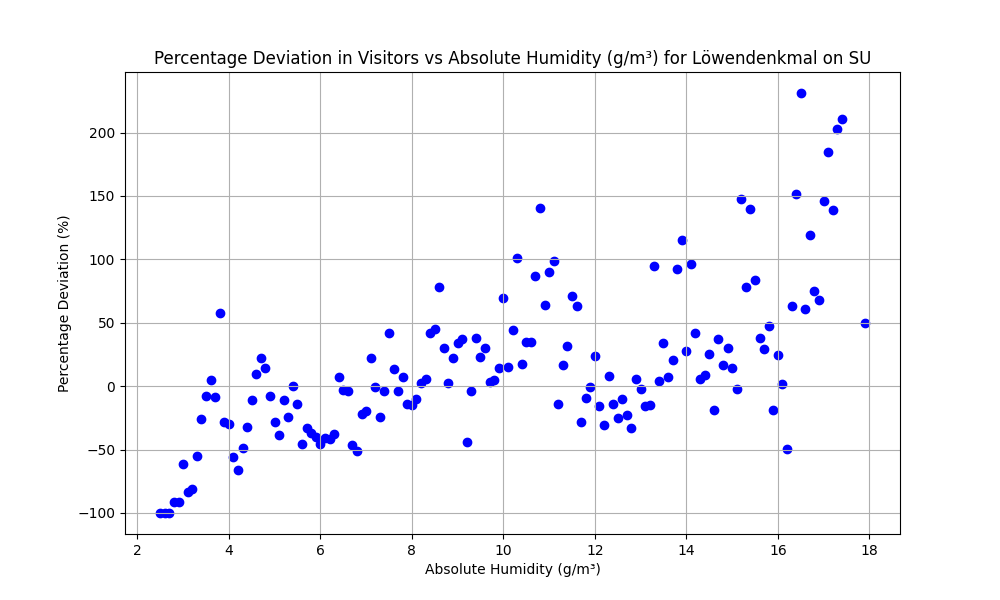 Percentage Deviation in Visitors vs Absolute Humidity (g/m³) for Löwendenkmal on SU
Percentage Deviation (%)
200
150
100
50
0
−50
−100
2 4 6 8 10 12 14 16 18
Absolute Humidity (g/m³)